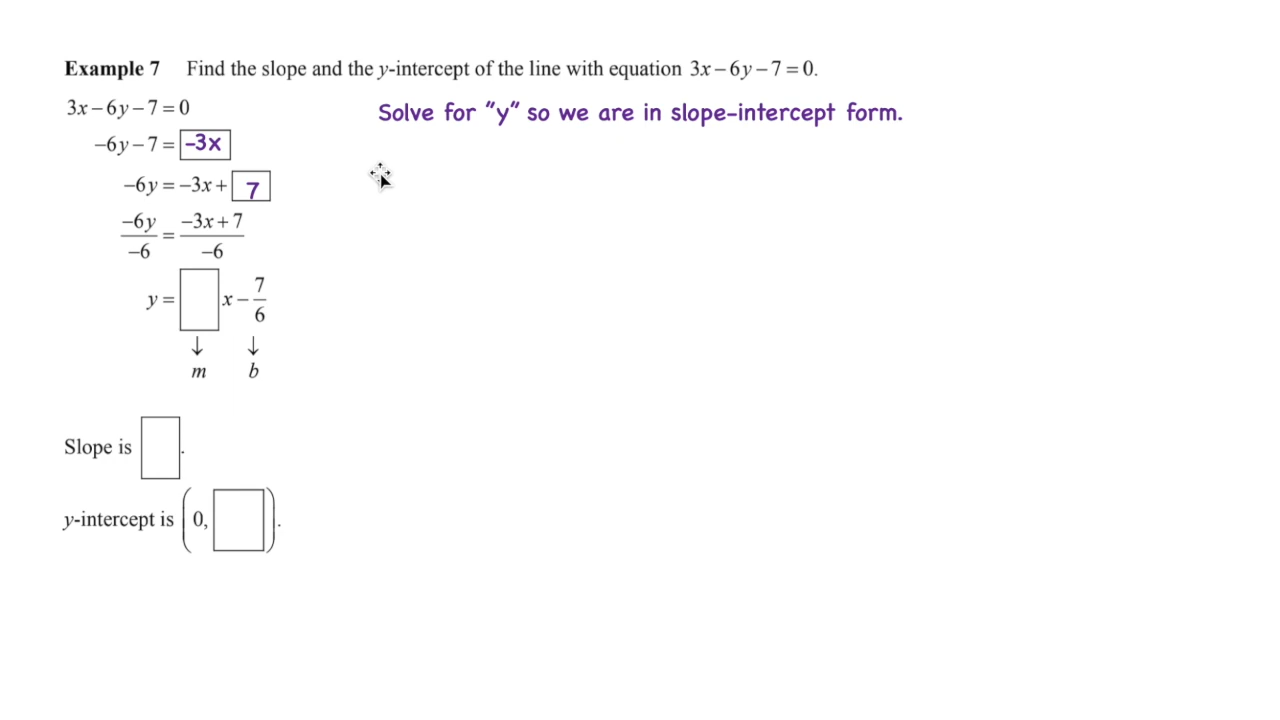 Example 7 Find the slope and the y-intercept of the line with equation 3x − 6y − 7 = 0.
3x − 6y − 7 = 0
Solve for "y" so we are in slope-intercept form.
−6y − 7 = −3x
−6y = −3x + 7
−6y/−6 = −3x + 7/−6
y = x − 7/6
↓ ↓
m b
Slope is .
y-intercept is (0, ).